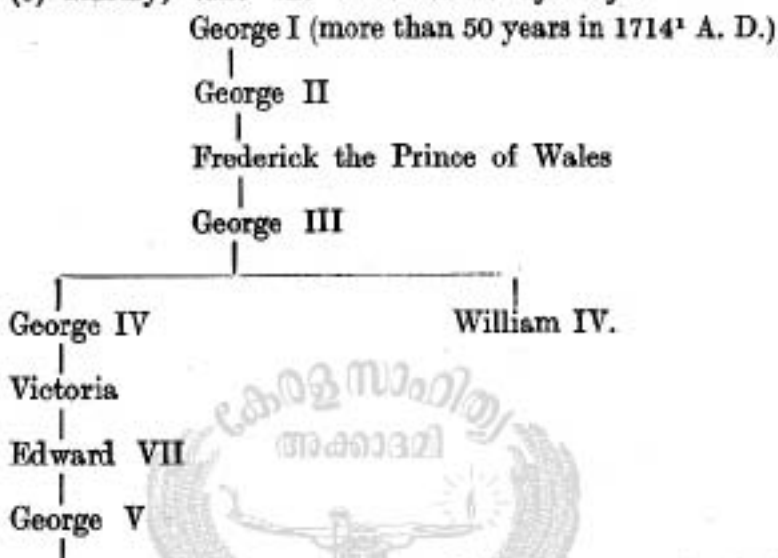 George I (more than 50 years in 1714¹ A. D.)
George II
Frederick the Prince of Wales
George III
George IV William IV.
Victoria
Edward VII
George V
കേരള സാഹിത്യ
അക്കാദമി